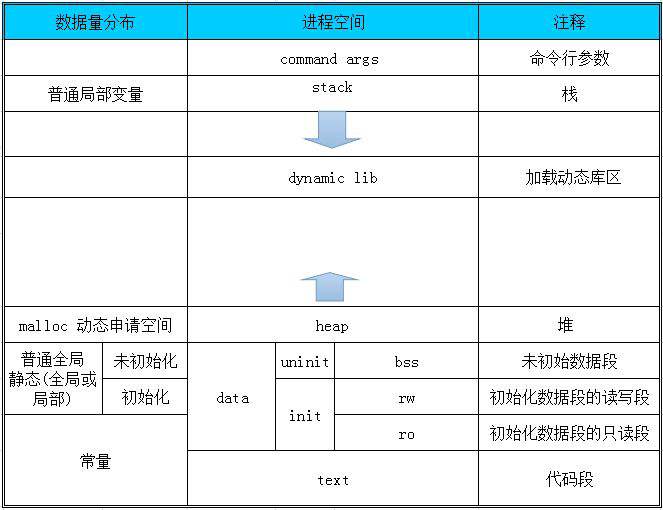 数据量分布 进程空间 注释
command args 命令行参数
普通局部变量 stack 栈
dynamic lib 加载动态库区
malloc 动态申请空间 heap 堆
普通全局
静态(全局或
局部)
未初始化 uninit bss 未初始数据段
初始化 data init rw 初始化数据段的读写段
ro 初始化数据段的只读段
常量 text 代码段